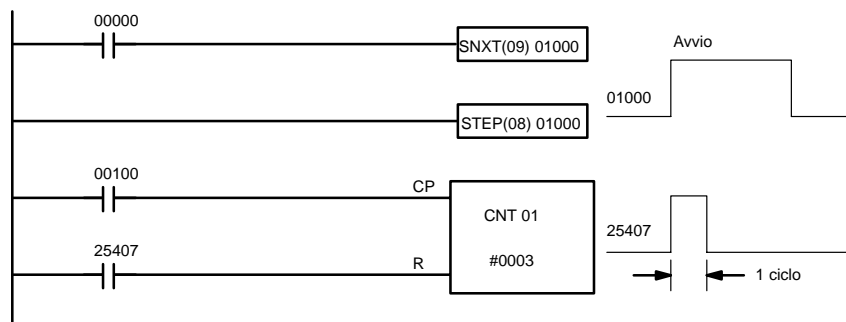 00000
SNXT(09) 01000
Avvio
01000
STEP(08) 01000
00100
CP
CNT 01
#0003
25407
R
25407
1 ciclo